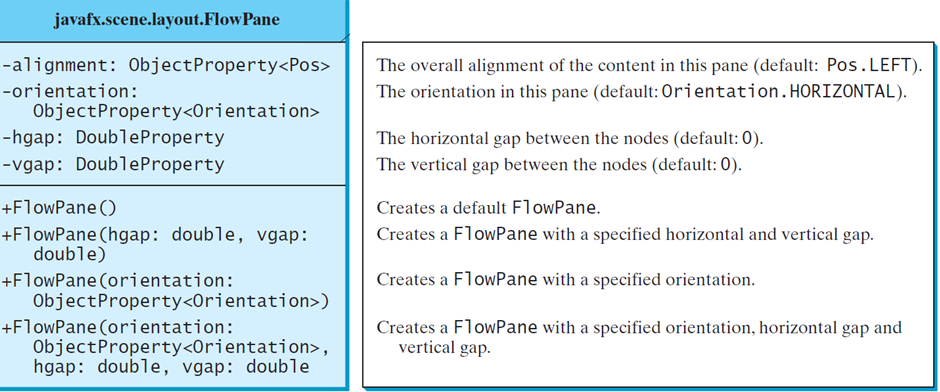 javafx.scene.layout.FlowPane
-alignment: ObjectProperty<Pos>
The overall alignment of the content in this pane (default: Pos.LEFT).
-orientation:
ObjectProperty<Orientation>
The orientation in this pane (default: Orientation.HORIZONTAL).
-hgap: DoubleProperty
The horizontal gap between the nodes (default: 0).
-vgap: DoubleProperty
The vertical gap between the nodes (default: 0).
+FlowPane()
Creates a default FlowPane.
+FlowPane(hgap: double, vgap:
double)
Creates a FlowPane with a specified horizontal and vertical gap.
+FlowPane(orientation:
ObjectProperty<Orientation>)
Creates a FlowPane with a specified orientation.
+FlowPane(orientation:
ObjectProperty<Orientation>,
hgap: double, vgap: double
Creates a FlowPane with a specified orientation, horizontal gap and
vertical gap.